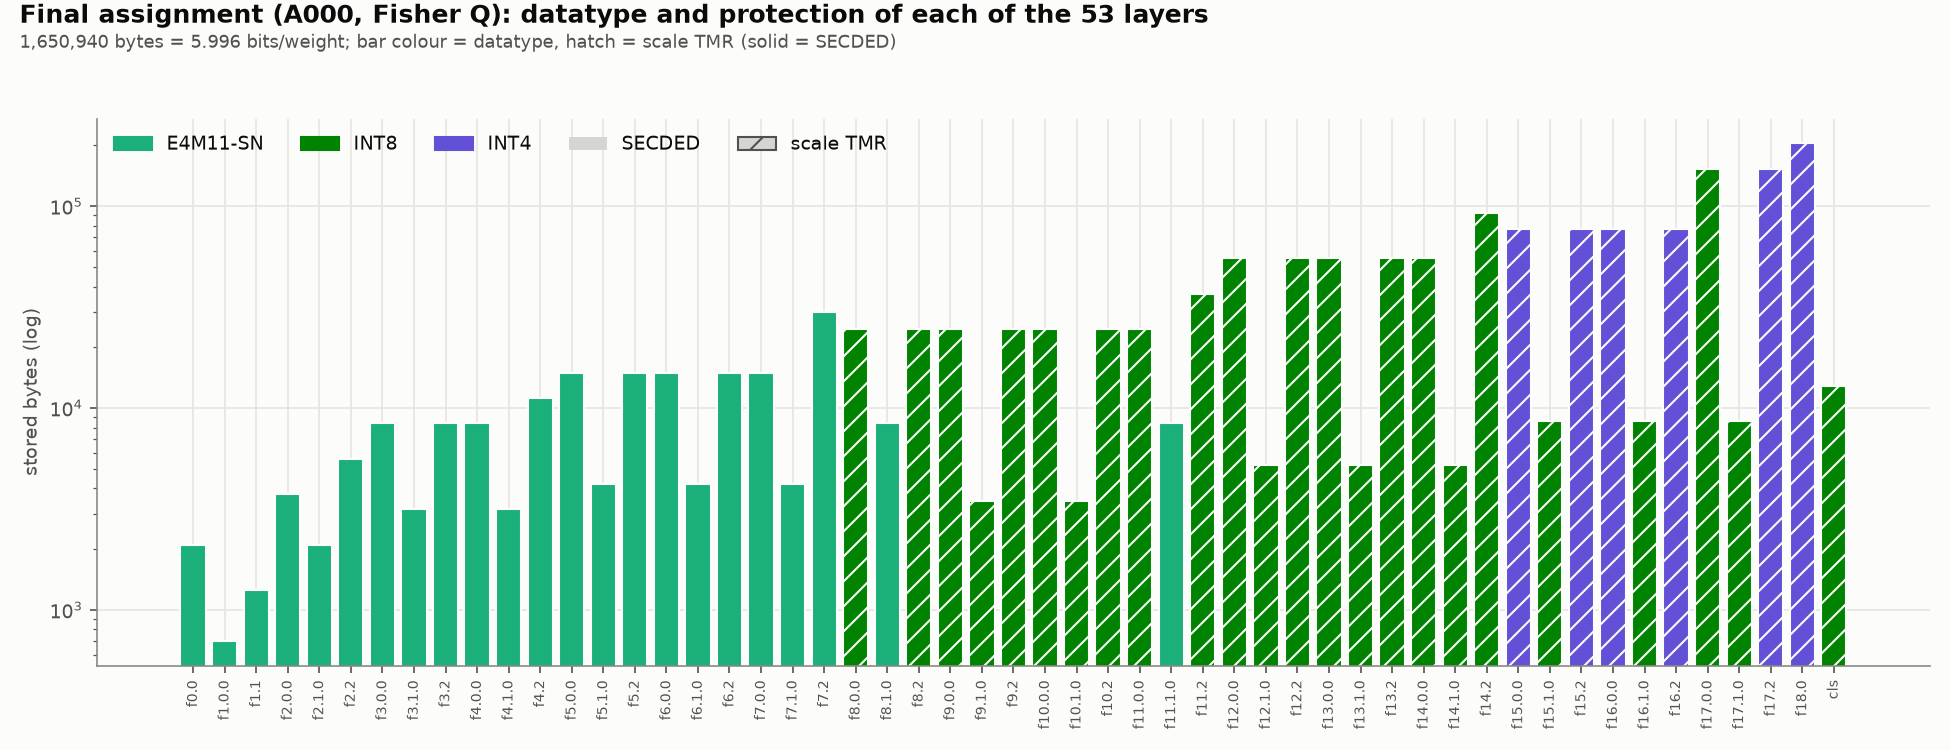 Final assignment (A000, Fisher Q): datatype and protection of each of the 53 layers
1,650,940 bytes = 5.996 bits/weight; bar colour = datatype, hatch = scale TMR (solid = SECDED)
E4M11-SN INT8 INT4 SECDED scale TMR
stored bytes (log)
10⁵
10⁴
10³
f0.0 f1.0.0 f1.1 f2.0.0 f2.1.0 f2.2 f3.0.0 f3.1.0 f3.2 f4.0.0 f4.1.0 f4.2 f5.0.0 f5.1.0 f5.2 f6.0.0 f6.1.0 f6.2 f7.0.0 f7.1.0 f7.2 f8.0.0 f8.1.0 f8.2 f9.0.0 f9.1.0 f9.2 f10.0.0 f10.1.0 f10.2 f11.0.0 f11.1.0 f11.2 f12.0.0 f12.1.0 f12.2 f13.0.0 f13.1.0 f13.2 f14.0.0 f14.1.0 f14.2 f15.0.0 f15.1.0 f15.2 f16.0.0 f16.1.0 f16.2 f17.0.0 f17.1.0 f17.2 f18.0 cls